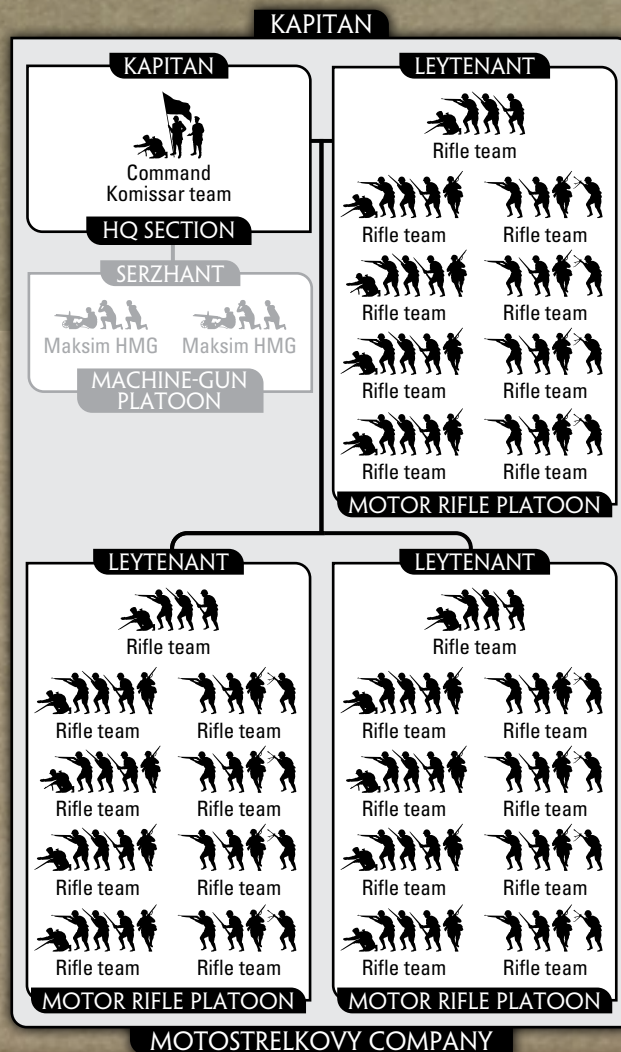 KAPITAN
KAPITAN
Command
Komissar team
HQ SECTION
SERZHANT
Maksim HMG Maksim HMG
MACHINE-GUN
PLATOON
LEYTENANT
Rifle team
Rifle team Rifle team
Rifle team Rifle team
Rifle team Rifle team
Rifle team Rifle team
MOTOR RIFLE PLATOON
LEYTENANT
Rifle team
Rifle team Rifle team
Rifle team Rifle team
Rifle team Rifle team
Rifle team Rifle team
MOTOR RIFLE PLATOON
LEYTENANT
Rifle team
Rifle team Rifle team
Rifle team Rifle team
Rifle team Rifle team
Rifle team Rifle team
MOTOR RIFLE PLATOON
MOTOSTRELKOVY COMPANY